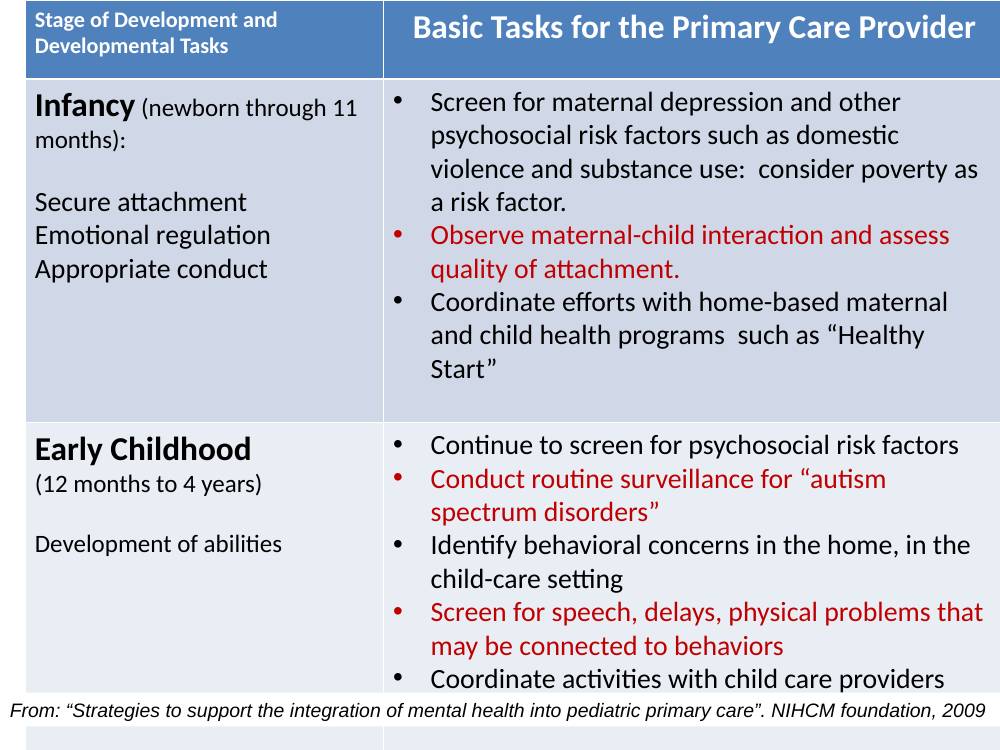 Stage of Development and
Developmental Tasks
Basic Tasks for the Primary Care Provider
Infancy (newborn through 11
months):
Secure attachment
Emotional regulation
Appropriate conduct
• Screen for maternal depression and other
psychosocial risk factors such as domestic
violence and substance use:  consider poverty as
a risk factor.
• Observe maternal-child interaction and assess
quality of attachment.
• Coordinate efforts with home-based maternal
and child health programs  such as “Healthy
Start”
Early Childhood
(12 months to 4 years)
Development of abilities
• Continue to screen for psychosocial risk factors
• Conduct routine surveillance for “autism
spectrum disorders”
• Identify behavioral concerns in the home, in the
child-care setting
• Screen for speech, delays, physical problems that
may be connected to behaviors
• Coordinate activities with child care providers
From: “Strategies to support the integration of mental health into pediatric primary care”. NIHCM foundation, 2009